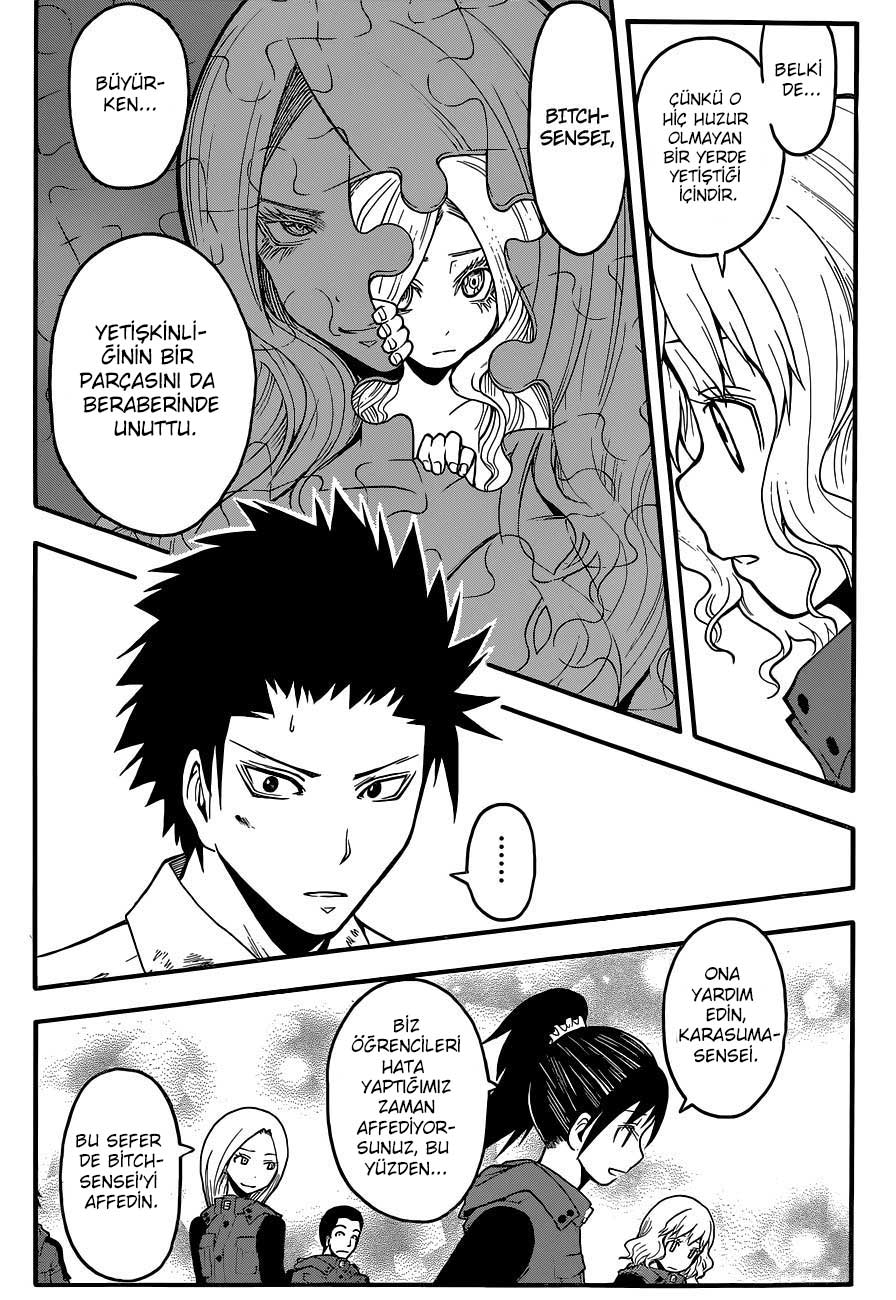 BELKİ
DE...
ÇÜNKÜ O
HİÇ HUZUR
OLMAYAN
BİR YERDE
YETİŞTİĞİ
İÇİNDİR.
BITCH-
SENSEI,
BÜYÜR-
KEN...
YETİŞKİNLİ-
ĞİNİN BİR
PARÇASINI DA
BERABERİNDE
UNUTTU.
.......
ONA
YARDIM
EDİN,
KARASUMA-
SENSEI.
BİZ
ÖĞRENCİLERİ
HATA
YAPTIĞIMIZ
ZAMAN
AFFEDİYOR-
SUNUZ, BU
YÜZDEN...
BU SEFER
DE BITCH-
SENSEI'Yİ
AFFEDİN.